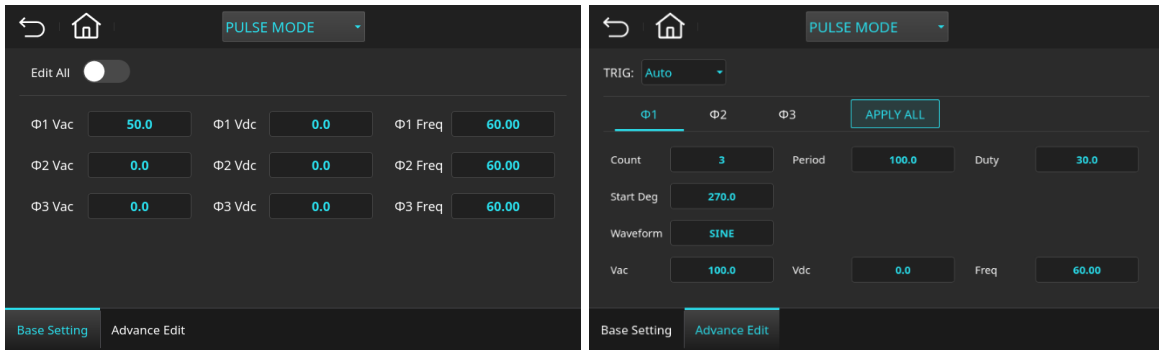 PULSE MODE
Edit All
Φ1 Vac 50.0 Φ1 Vdc 0.0 Φ1 Freq 60.00
Φ2 Vac 0.0 Φ2 Vdc 0.0 Φ2 Freq 60.00
Φ3 Vac 0.0 Φ3 Vdc 0.0 Φ3 Freq 60.00
Base Setting Advance Edit
PULSE MODE
TRIG: Auto
Φ1 Φ2 Φ3 APPLY ALL
Count 3 Period 100.0 Duty 30.0
Start Deg 270.0
Waveform SINE
Vac 100.0 Vdc 0.0 Freq 60.00
Base Setting Advance Edit